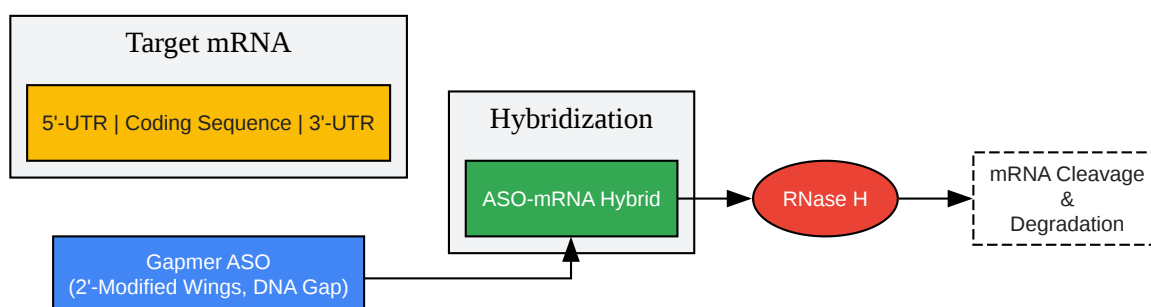 Target mRNA
5'-UTR | Coding Sequence | 3'-UTR
Hybridization
ASO-mRNA Hybrid
RNase H
mRNA Cleavage
&
Degradation
Gapmer ASO
(2'-Modified Wings, DNA Gap)